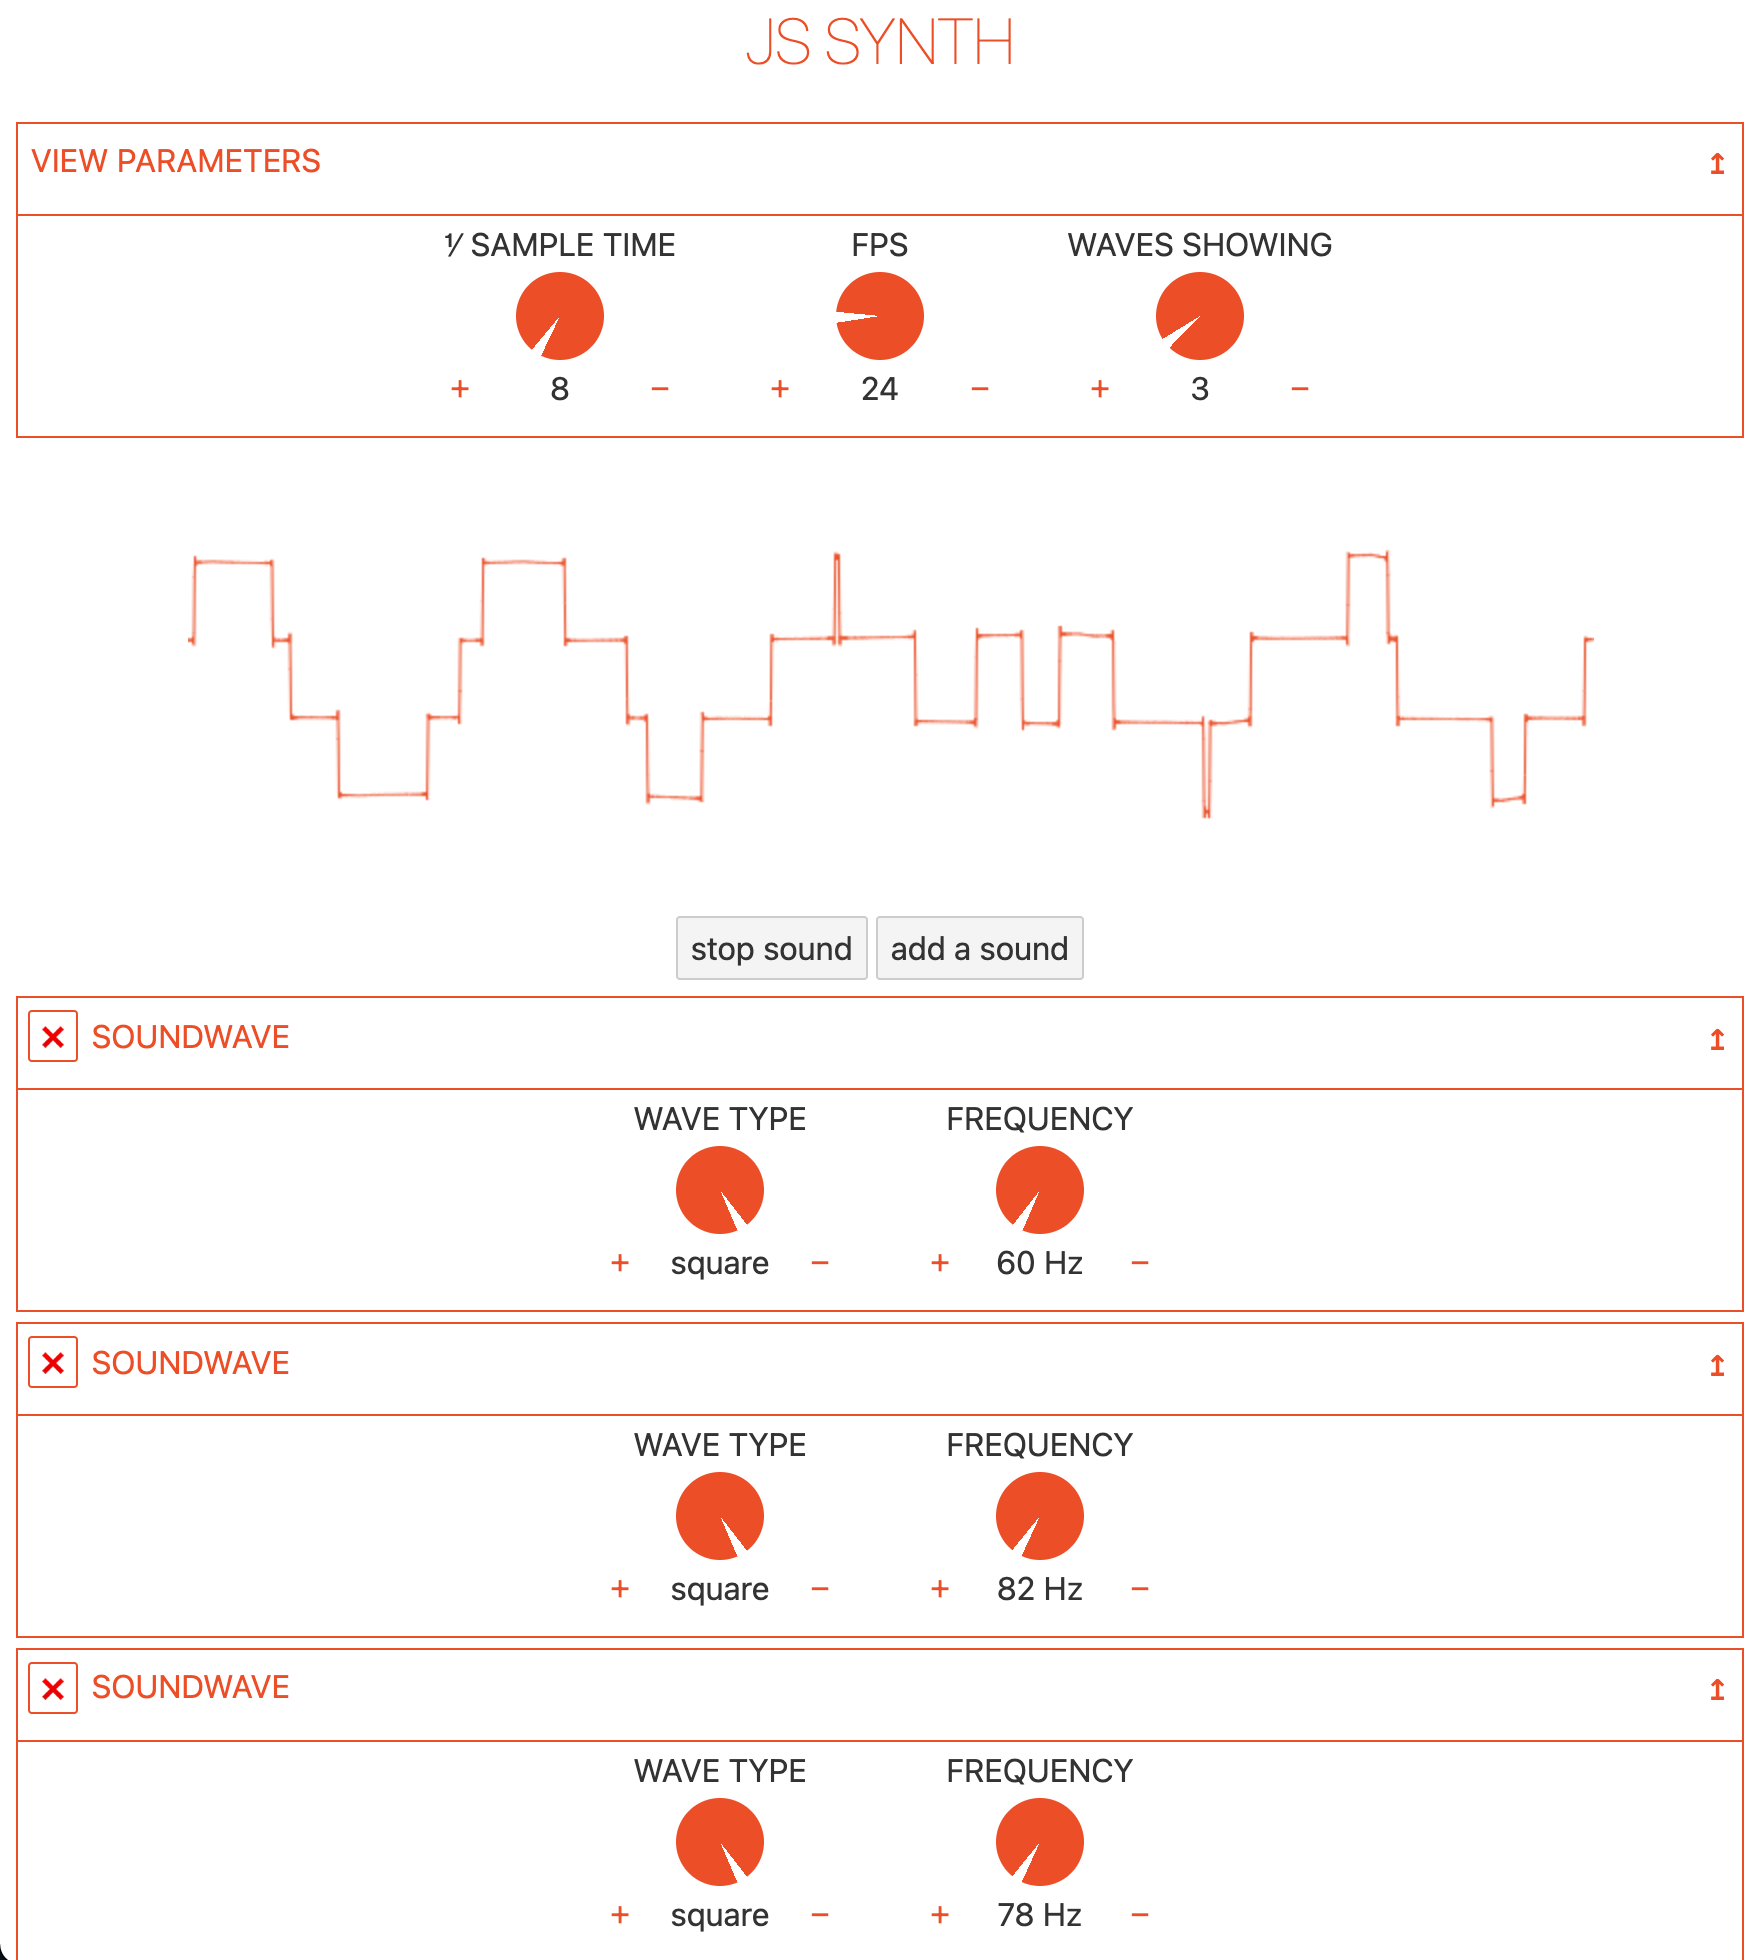 JS SYNTH
VIEW PARAMETERS ↥
⅟ SAMPLE TIME FPS WAVES SHOWING
+ 8 − + 24 − + 3 −
stop sound add a sound
× SOUNDWAVE ↥
WAVE TYPE FREQUENCY
+ square − + 60 Hz −
× SOUNDWAVE ↥
WAVE TYPE FREQUENCY
+ square − + 82 Hz −
× SOUNDWAVE ↥
WAVE TYPE FREQUENCY
+ square − + 78 Hz −